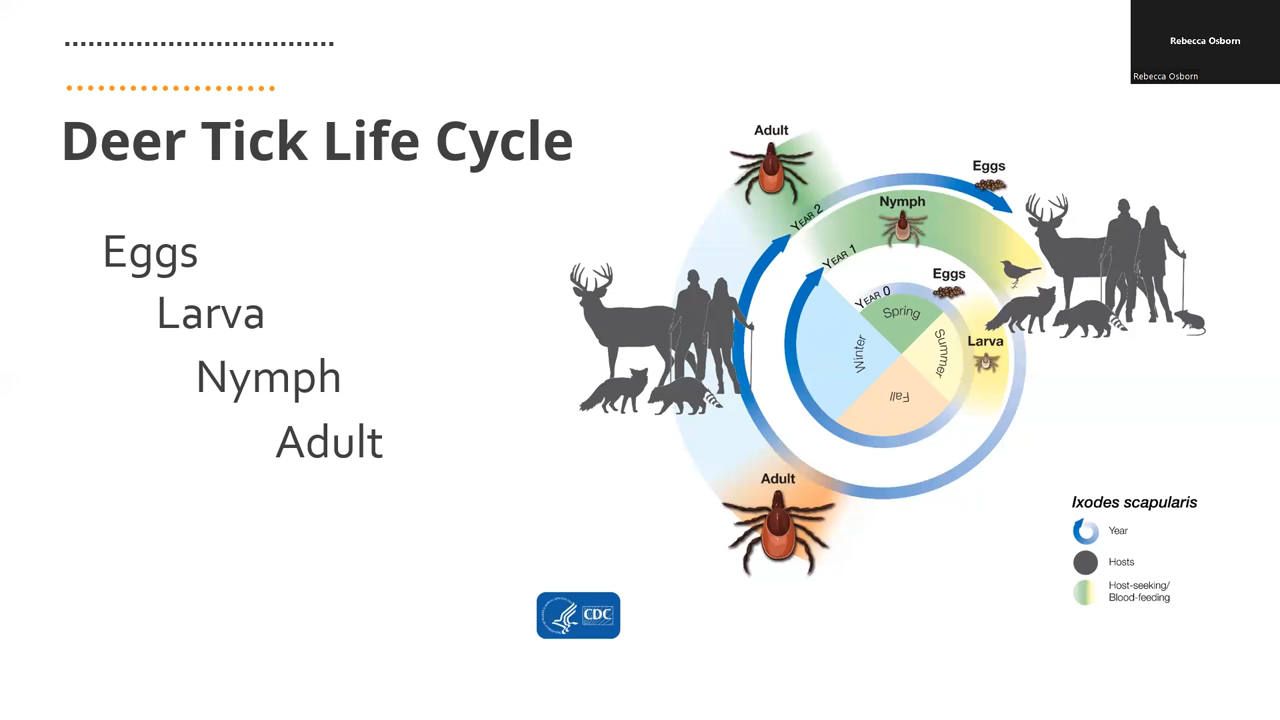 Rebecca Osborn
Rebecca Osborn
Deer Tick Life Cycle
Eggs
Larva
Nymph
Adult
Adult
Eggs
Nymph
YEAR 2
YEAR 1
Eggs
YEAR 0
Spring
Summer
Fall
Winter
Larva
Adult
Ixodes scapularis
Year
Hosts
Host-seeking/
Blood-feeding
CDC